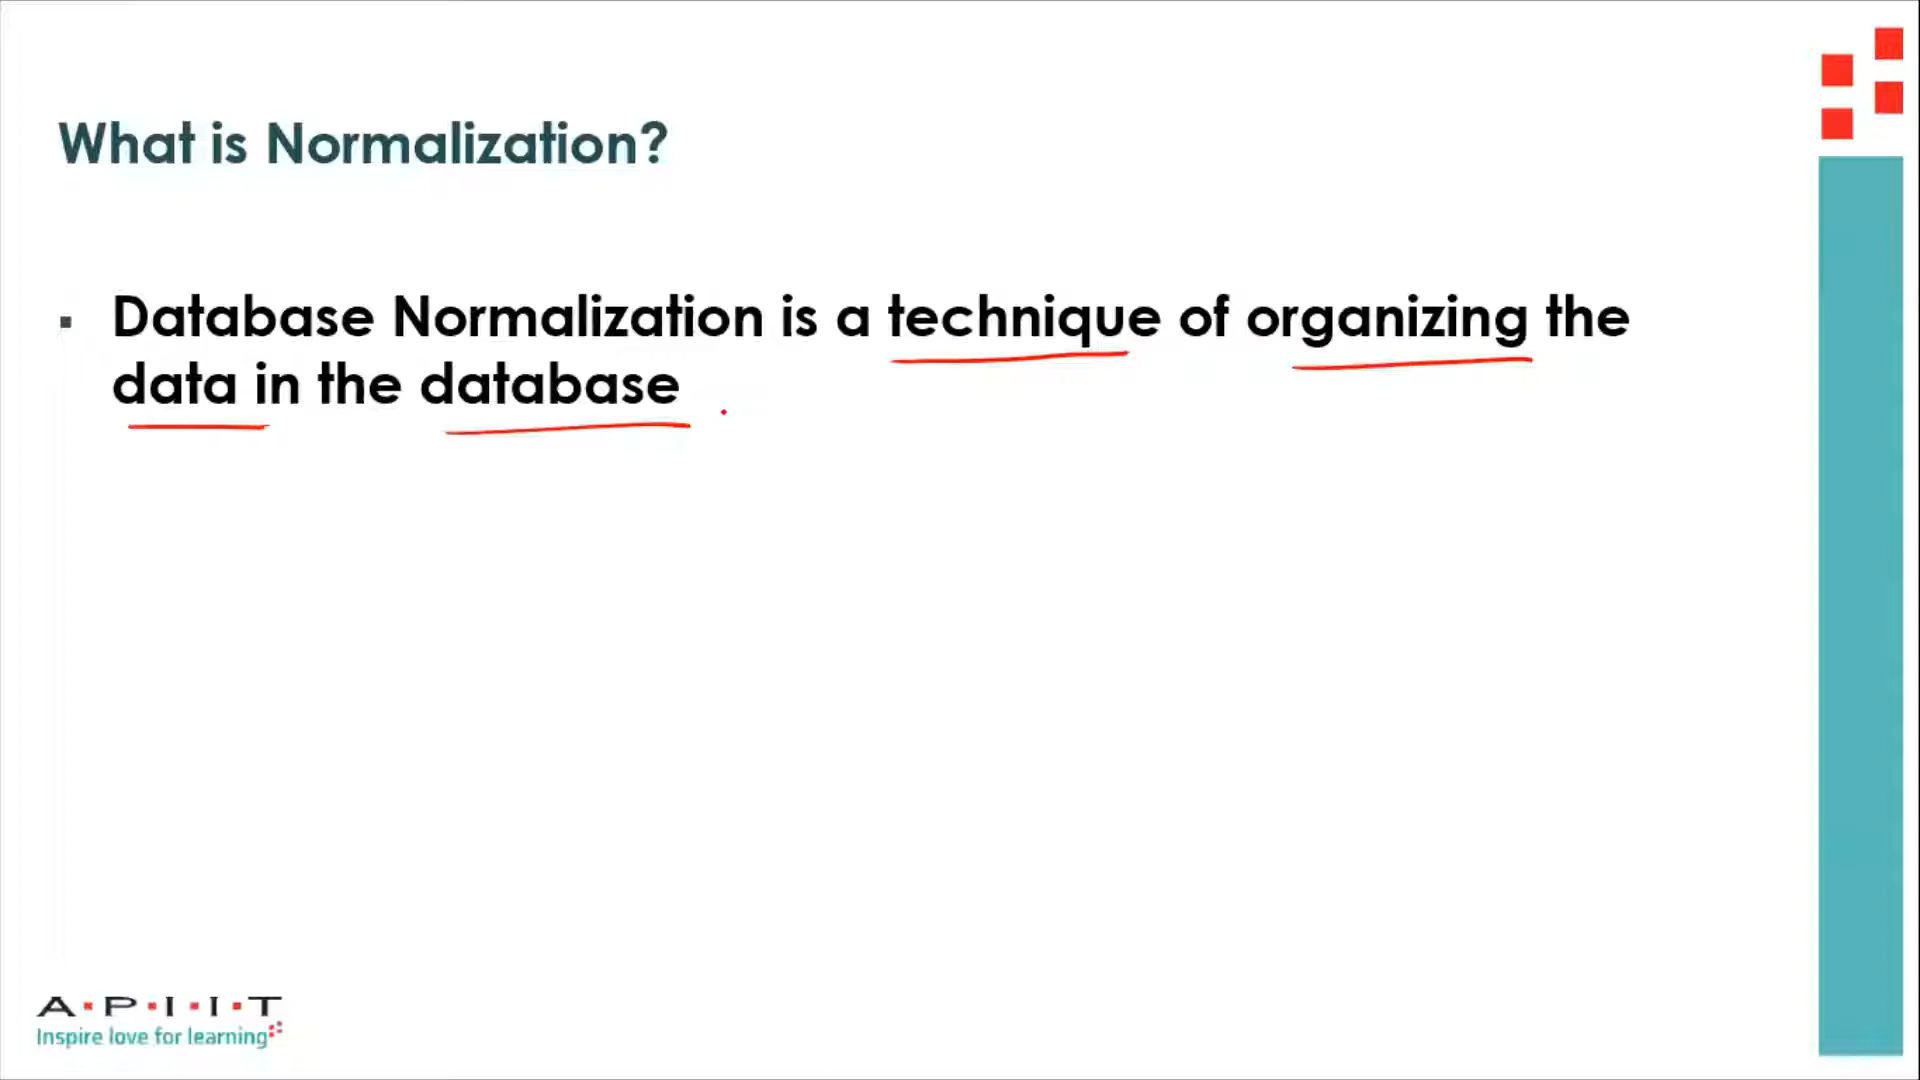 What is Normalization?
▪ Database Normalization is a technique of organizing the
data in the database
A·P·I·I·T
Inspire love for learning